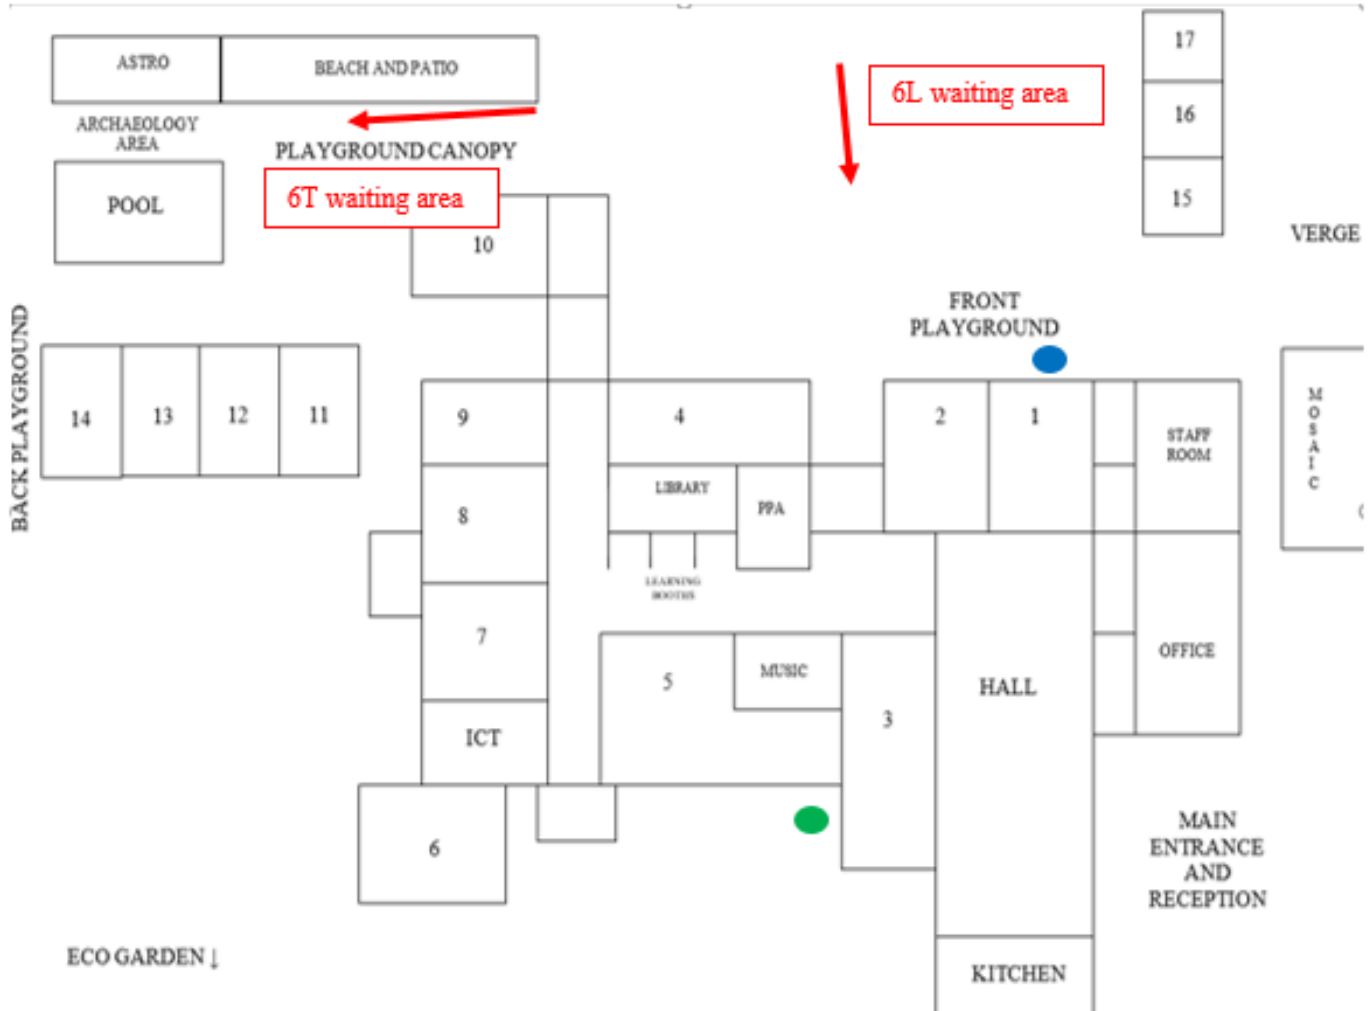 ASTRO
BEACH AND PATIO
6L waiting area
17
16
15
ARCHAEOLOGY
AREA
PLAYGROUND CANOPY
6T waiting area
POOL
10
VERGE
FRONT
PLAYGROUND
BACK PLAYGROUND
14
13
12
11
9
4
2
1
STAFF
ROOM
MOSAIC
LIBRARY
PPA
8
LEARNING
BOOTHS
7
5
MUSIC
3
HALL
OFFICE
ICT
6
MAIN
ENTRANCE
AND
RECEPTION
ECO GARDEN ↓
KITCHEN